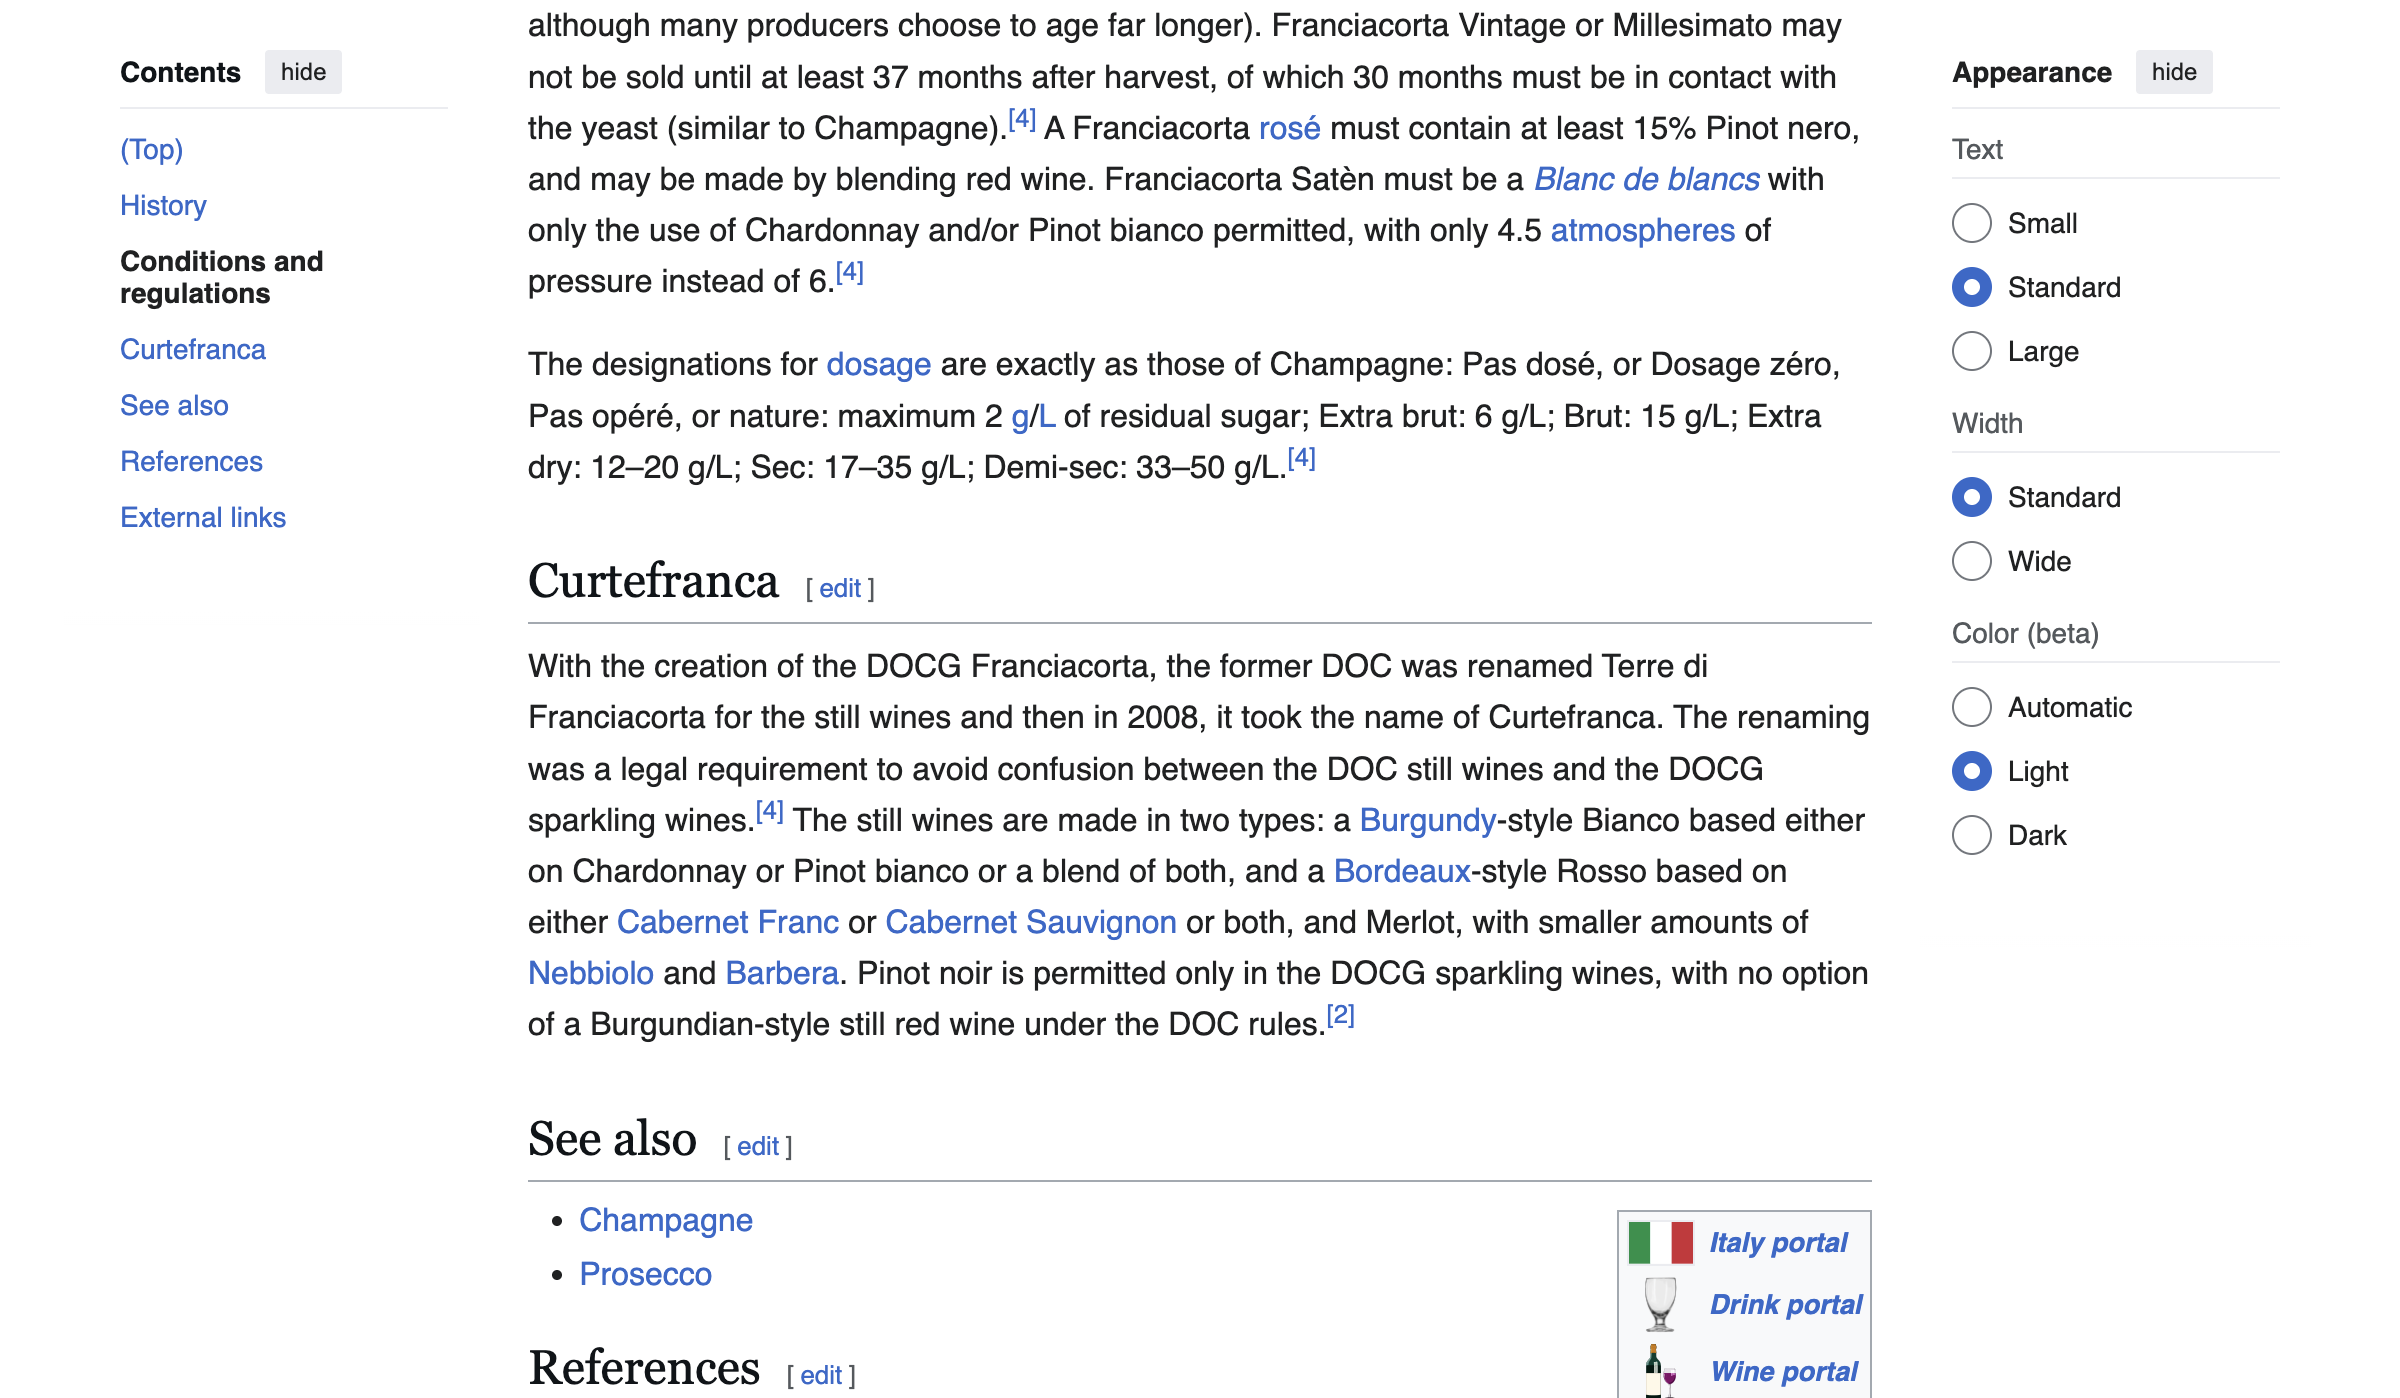 Contents hide
(Top)
History
Conditions and
regulations
Curtefranca
See also
References
External links
although many producers choose to age far longer). Franciacorta Vintage or Millesimato may
not be sold until at least 37 months after harvest, of which 30 months must be in contact with
the yeast (similar to Champagne).[4] A Franciacorta rosé must contain at least 15% Pinot nero,
and may be made by blending red wine. Franciacorta Satèn must be a Blanc de blancs with
only the use of Chardonnay and/or Pinot bianco permitted, with only 4.5 atmospheres of
pressure instead of 6.[4]
The designations for dosage are exactly as those of Champagne: Pas dosé, or Dosage zéro,
Pas opéré, or nature: maximum 2 g/L of residual sugar; Extra brut: 6 g/L; Brut: 15 g/L; Extra
dry: 12–20 g/L; Sec: 17–35 g/L; Demi-sec: 33–50 g/L.[4]
Curtefranca [ edit ]
With the creation of the DOCG Franciacorta, the former DOC was renamed Terre di
Franciacorta for the still wines and then in 2008, it took the name of Curtefranca. The renaming
was a legal requirement to avoid confusion between the DOC still wines and the DOCG
sparkling wines.[4] The still wines are made in two types: a Burgundy-style Bianco based either
on Chardonnay or Pinot bianco or a blend of both, and a Bordeaux-style Rosso based on
either Cabernet Franc or Cabernet Sauvignon or both, and Merlot, with smaller amounts of
Nebbiolo and Barbera. Pinot noir is permitted only in the DOCG sparkling wines, with no option
of a Burgundian-style still red wine under the DOC rules.[2]
See also [ edit ]
• Champagne
• Prosecco
Italy portal
Drink portal
Wine portal
References [ edit ]
Appearance hide
Text
Small
Standard
Large
Width
Standard
Wide
Color (beta)
Automatic
Light
Dark